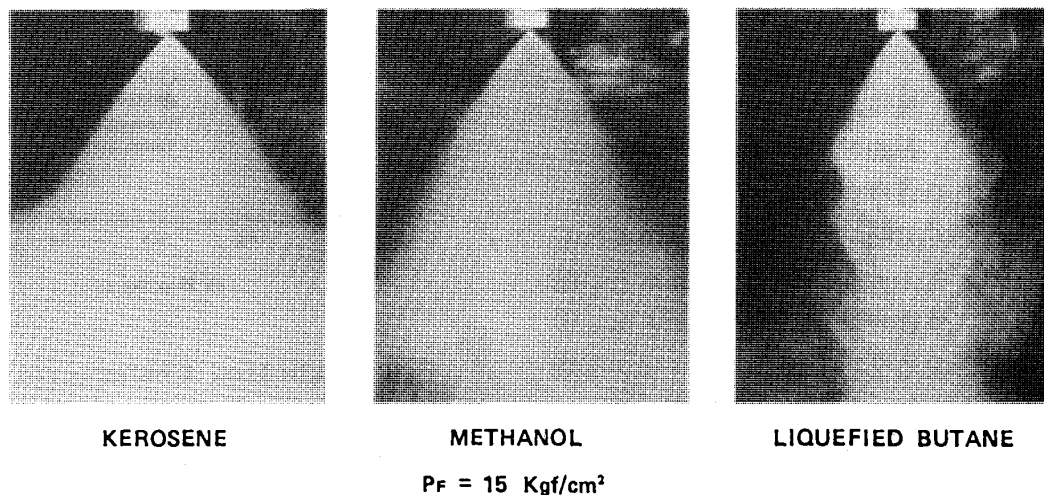 KEROSENE METHANOL LIQUEFIED BUTANE
PF = 15 Kgf/cm²